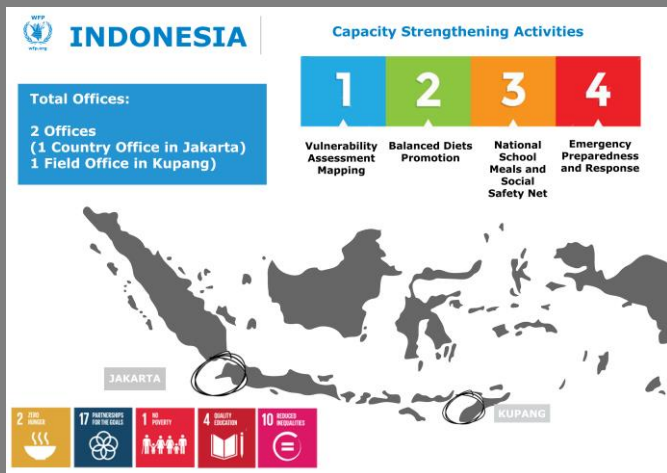 WFP
wfp.org
INDONESIA
Capacity Strengthening Activities
Total Offices:
2 Offices
(1 Country Office in Jakarta)
1 Field Office in Kupang)
1
2
3
4
Vulnerability
Assessment
Mapping
Balanced Diets
Promotion
National
School
Meals and
Social
Safety Net
Emergency
Preparedness
and Response
JAKARTA
KUPANG
2 ZERO
HUNGER
17 PARTNERSHIPS
FOR THE GOALS
1 NO
POVERTY
4 QUALITY
EDUCATION
10 REDUCED
INEQUALITIES